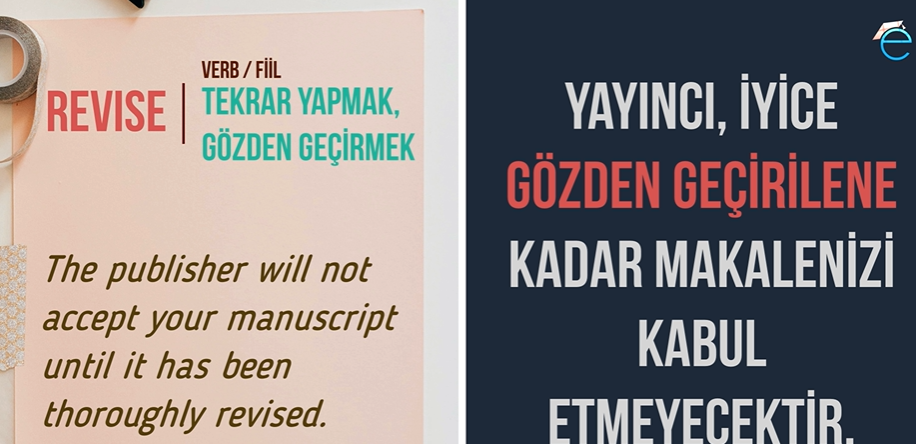 REVISE
VERB / FİİL
TEKRAR YAPMAK,
GÖZDEN GEÇİRMEK
The publisher will not
accept your manuscript
until it has been
thoroughly revised.
e
YAYINCI, İYİCE
GÖZDEN GEÇİRİLENE
KADAR MAKALENİZİ
KABUL
ETMEYECEKTİR.